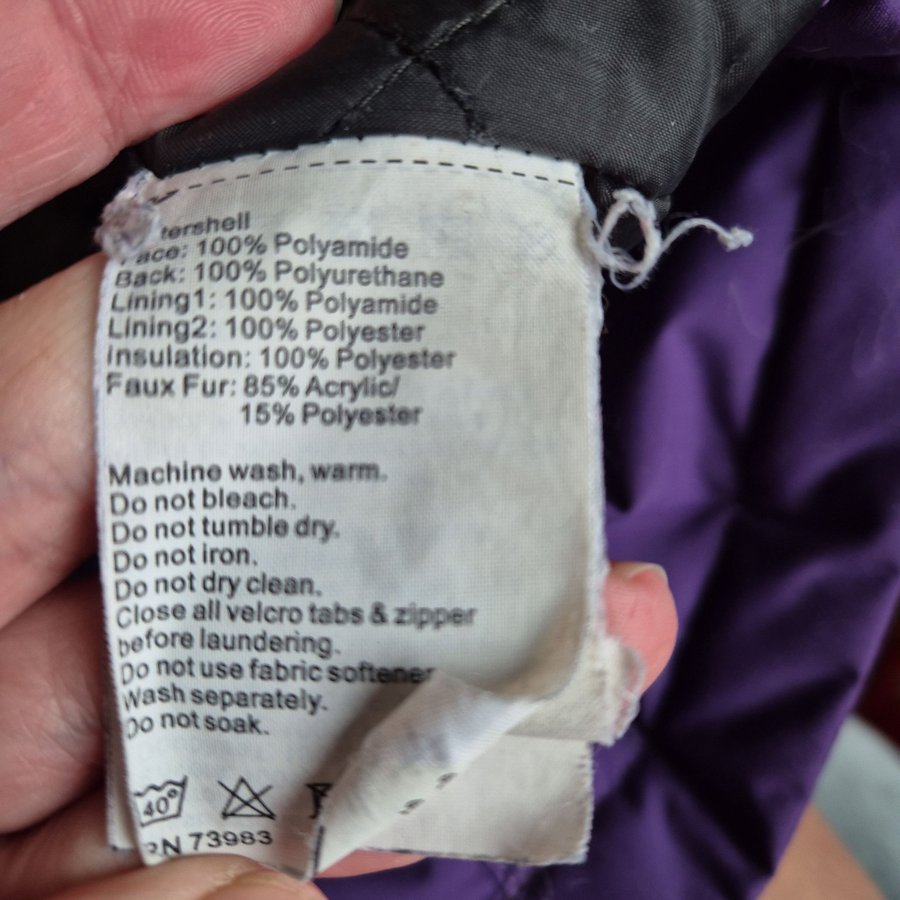 tershell
ace: 100% Polyamide
Back: 100% Polyurethane
Lining1: 100% Polyamide
Lining2: 100% Polyester
Insulation: 100% Polyester
Faux Fur: 85% Acrylic/
15% Polyester
Machine wash, warm.
Do not bleach.
Do not tumble dry.
Do not iron.
Do not dry clean.
Close all velcro tabs & zipper
before laundering.
Do not use fabric softener
Wash separately.
Do not soak.
40°
RN 73983